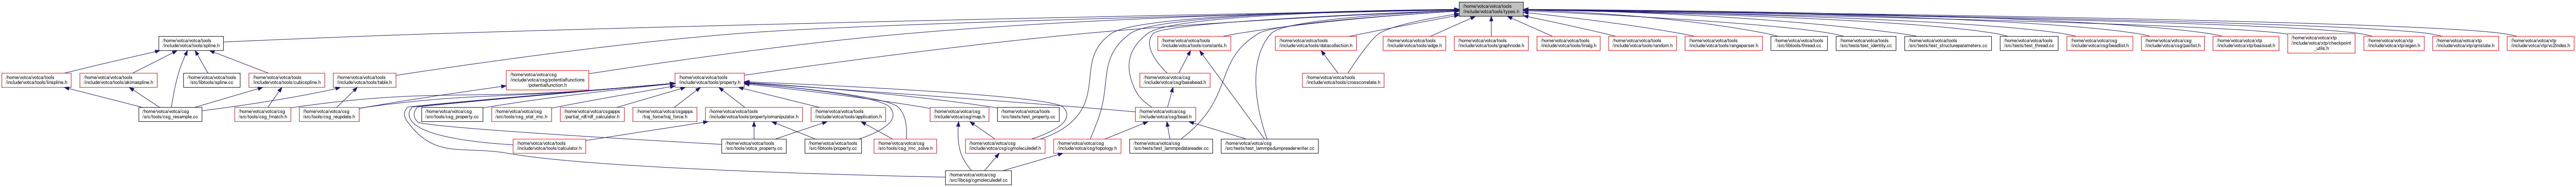 /home/votca/votca/tools
/include/votca/tools/types.h
/home/votca/votca/tools
/include/votca/tools/spline.h
/home/votca/votca/tools
/include/votca/tools/constants.h
/home/votca/votca/tools
/include/votca/tools/datacollection.h
/home/votca/votca/tools
/include/votca/tools/edge.h
/home/votca/votca/tools
/include/votca/tools/graphnode.h
/home/votca/votca/tools
/include/votca/tools/linalg.h
/home/votca/votca/tools
/include/votca/tools/random.h
/home/votca/votca/tools
/include/votca/tools/rangeparser.h
/home/votca/votca/tools
/src/libtools/thread.cc
/home/votca/votca/tools
/src/tests/test_identity.cc
/home/votca/votca/tools
/src/tests/test_structureparameters.cc
/home/votca/votca/tools
/src/tests/test_thread.cc
/home/votca/votca/csg
/include/votca/csg/beadlist.h
/home/votca/votca/csg
/include/votca/csg/pairlist.h
/home/votca/votca/xtp
/include/votca/xtp/basisset.h
/home/votca/votca/xtp
/include/votca/xtp/checkpoint
_utils.h
/home/votca/votca/xtp
/include/votca/xtp/regen.h
/home/votca/votca/xtp
/include/votca/xtp/qmstate.h
/home/votca/votca/xtp
/include/votca/xtp/vc2index.h
/home/votca/votca/tools
/include/votca/tools/linspline.h
/home/votca/votca/tools
/include/votca/tools/akimaspline.h
/home/votca/votca/tools
/src/libtools/spline.cc
/home/votca/votca/tools
/include/votca/tools/cubicspline.h
/home/votca/votca/tools
/include/votca/tools/table.h
/home/votca/votca/csg
/include/votca/csg/potentialfunctions
/potentialfunction.h
/home/votca/votca/tools
/include/votca/tools/property.h
/home/votca/votca/csg
/include/votca/csg/basebead.h
/home/votca/votca/tools
/include/votca/tools/crosscorrelate.h
/home/votca/votca/csg
/src/tools/csg_resample.cc
/home/votca/votca/csg
/src/tools/csg_fmatch.h
/home/votca/votca/csg
/src/tools/csg_reupdate.h
/home/votca/votca/csg
/src/tools/csg_property.cc
/home/votca/votca/csg
/src/tools/csg_stat_imc.h
/home/votca/votca/csgapps
/partial_rdf/rdf_calculator.h
/home/votca/votca/csgapps
/traj_force/traj_force.h
/home/votca/votca/tools
/include/votca/tools/propertyiomanipulator.h
/home/votca/votca/tools
/include/votca/tools/application.h
/home/votca/votca/csg
/include/votca/csg/map.h
/home/votca/votca/tools
/src/tests/test_property.cc
/home/votca/votca/csg
/include/votca/csg/bead.h
/home/votca/votca/tools
/include/votca/tools/calculator.h
/home/votca/votca/tools
/src/tools/votca_property.cc
/home/votca/votca/tools
/src/libtools/property.cc
/home/votca/votca/csg
/src/tools/csg_imc_solve.h
/home/votca/votca/csg
/include/votca/csg/cgmoleculedef.h
/home/votca/votca/csg
/include/votca/csg/topology.h
/home/votca/votca/csg
/src/tests/test_lammpsdatareader.cc
/home/votca/votca/csg
/src/tests/test_lammpsdumpreaderwriter.cc
/home/votca/votca/csg
/src/libcsg/cgmoleculedef.cc